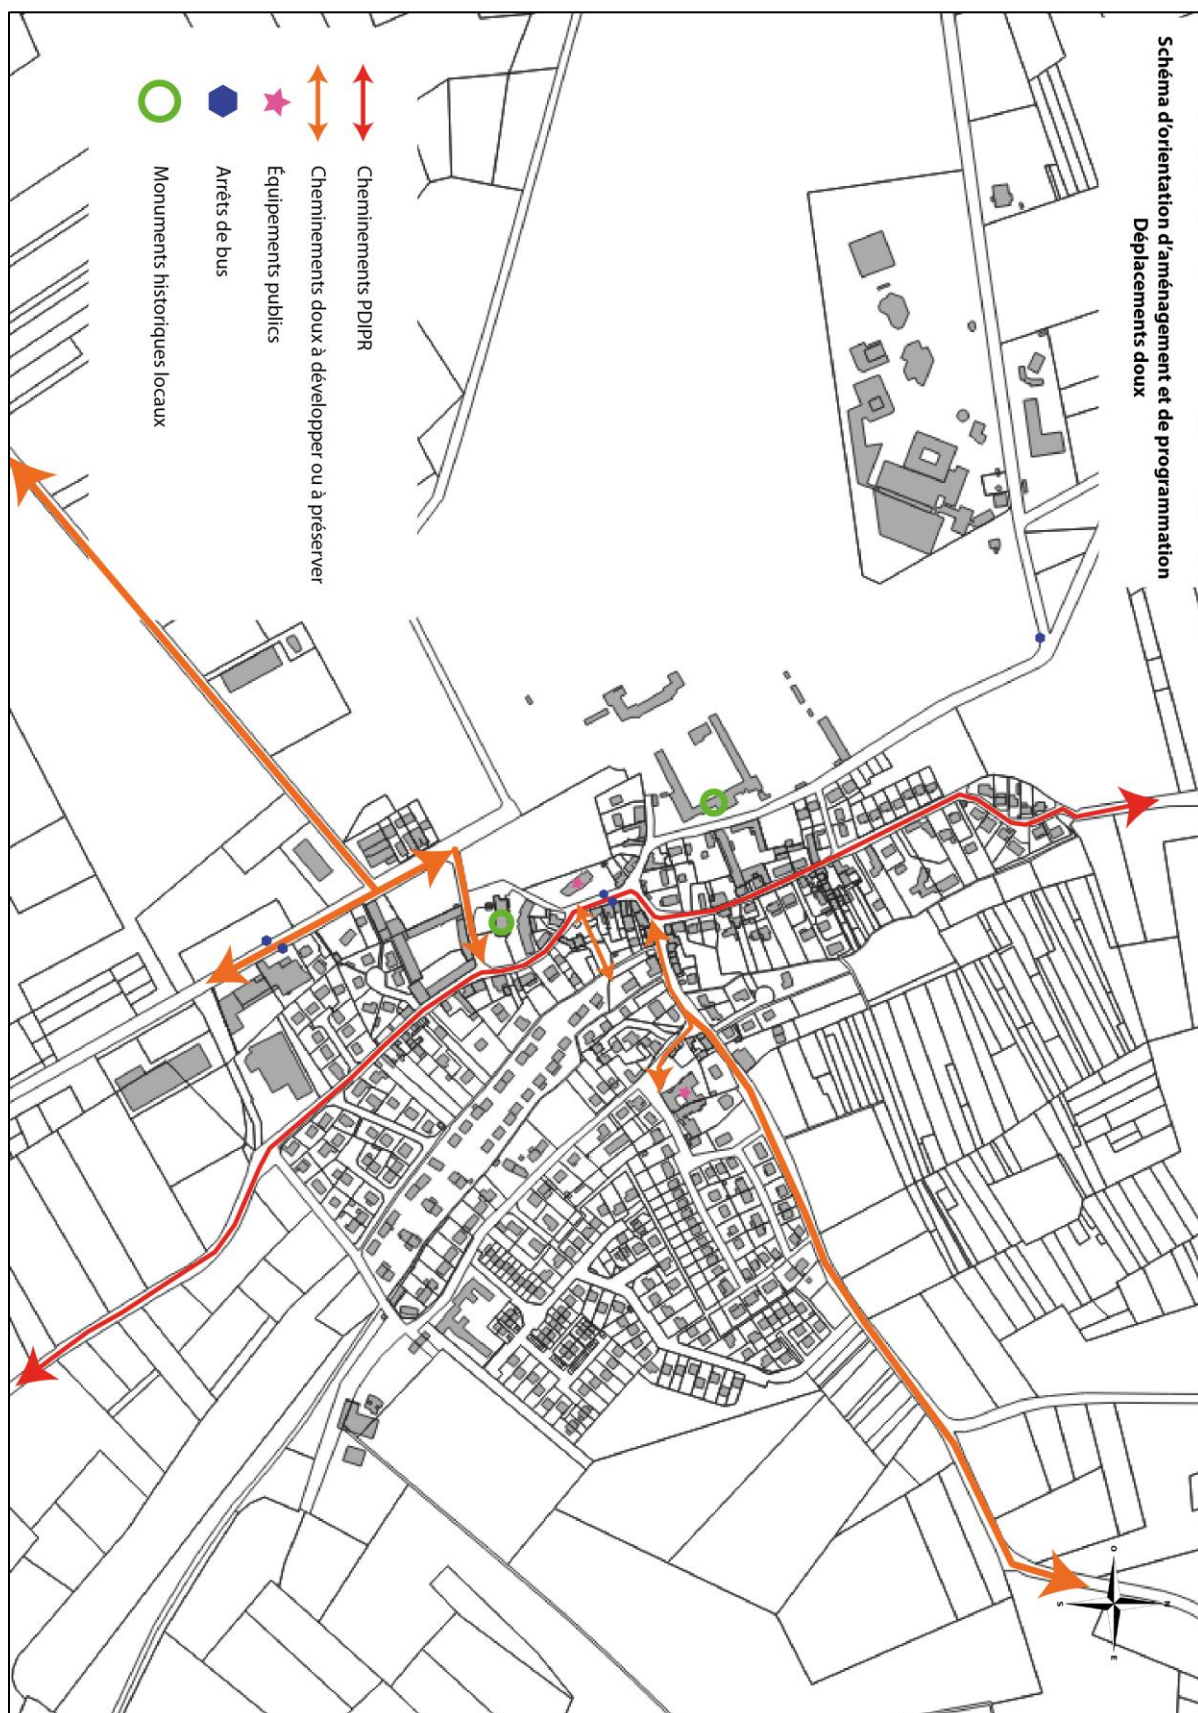 Schéma d'orientation d'aménagement et de programmation
Déplacements doux
Cheminements PDIPR
Cheminements doux à développer ou à préserver
Équipements publics
Arrêts de bus
Monuments historiques locaux
N
O
E
S